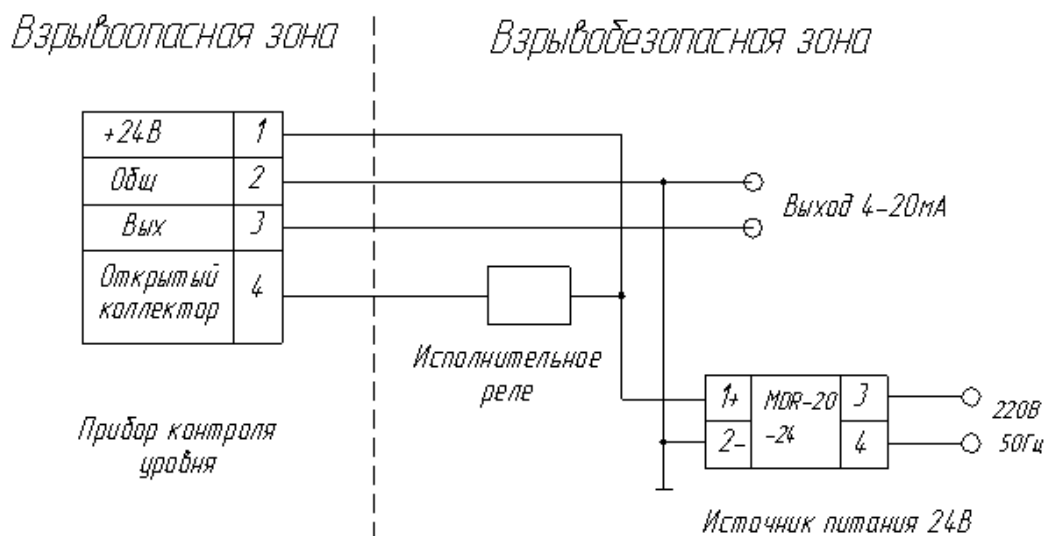 Взрывоопасная зона
Взрывобезопасная зона
+24В 1
Общ 2
Вых 3
Открытый
коллектор 4
Выход 4-20мА
Исполнительное
реле
Прибор контроля
уровня
1+ MDR-20 3
2- -24 4
220В
50Гц
Источник питания 24В